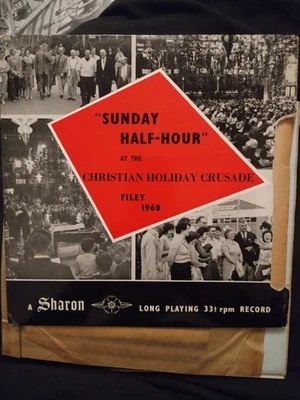 "SUNDAY
HALF-HOUR"
AT THE
CHRISTIAN HOLIDAY CRUSADE
FILEY
1960
A Sharon LONG PLAYING 33⅓ rpm RECORD